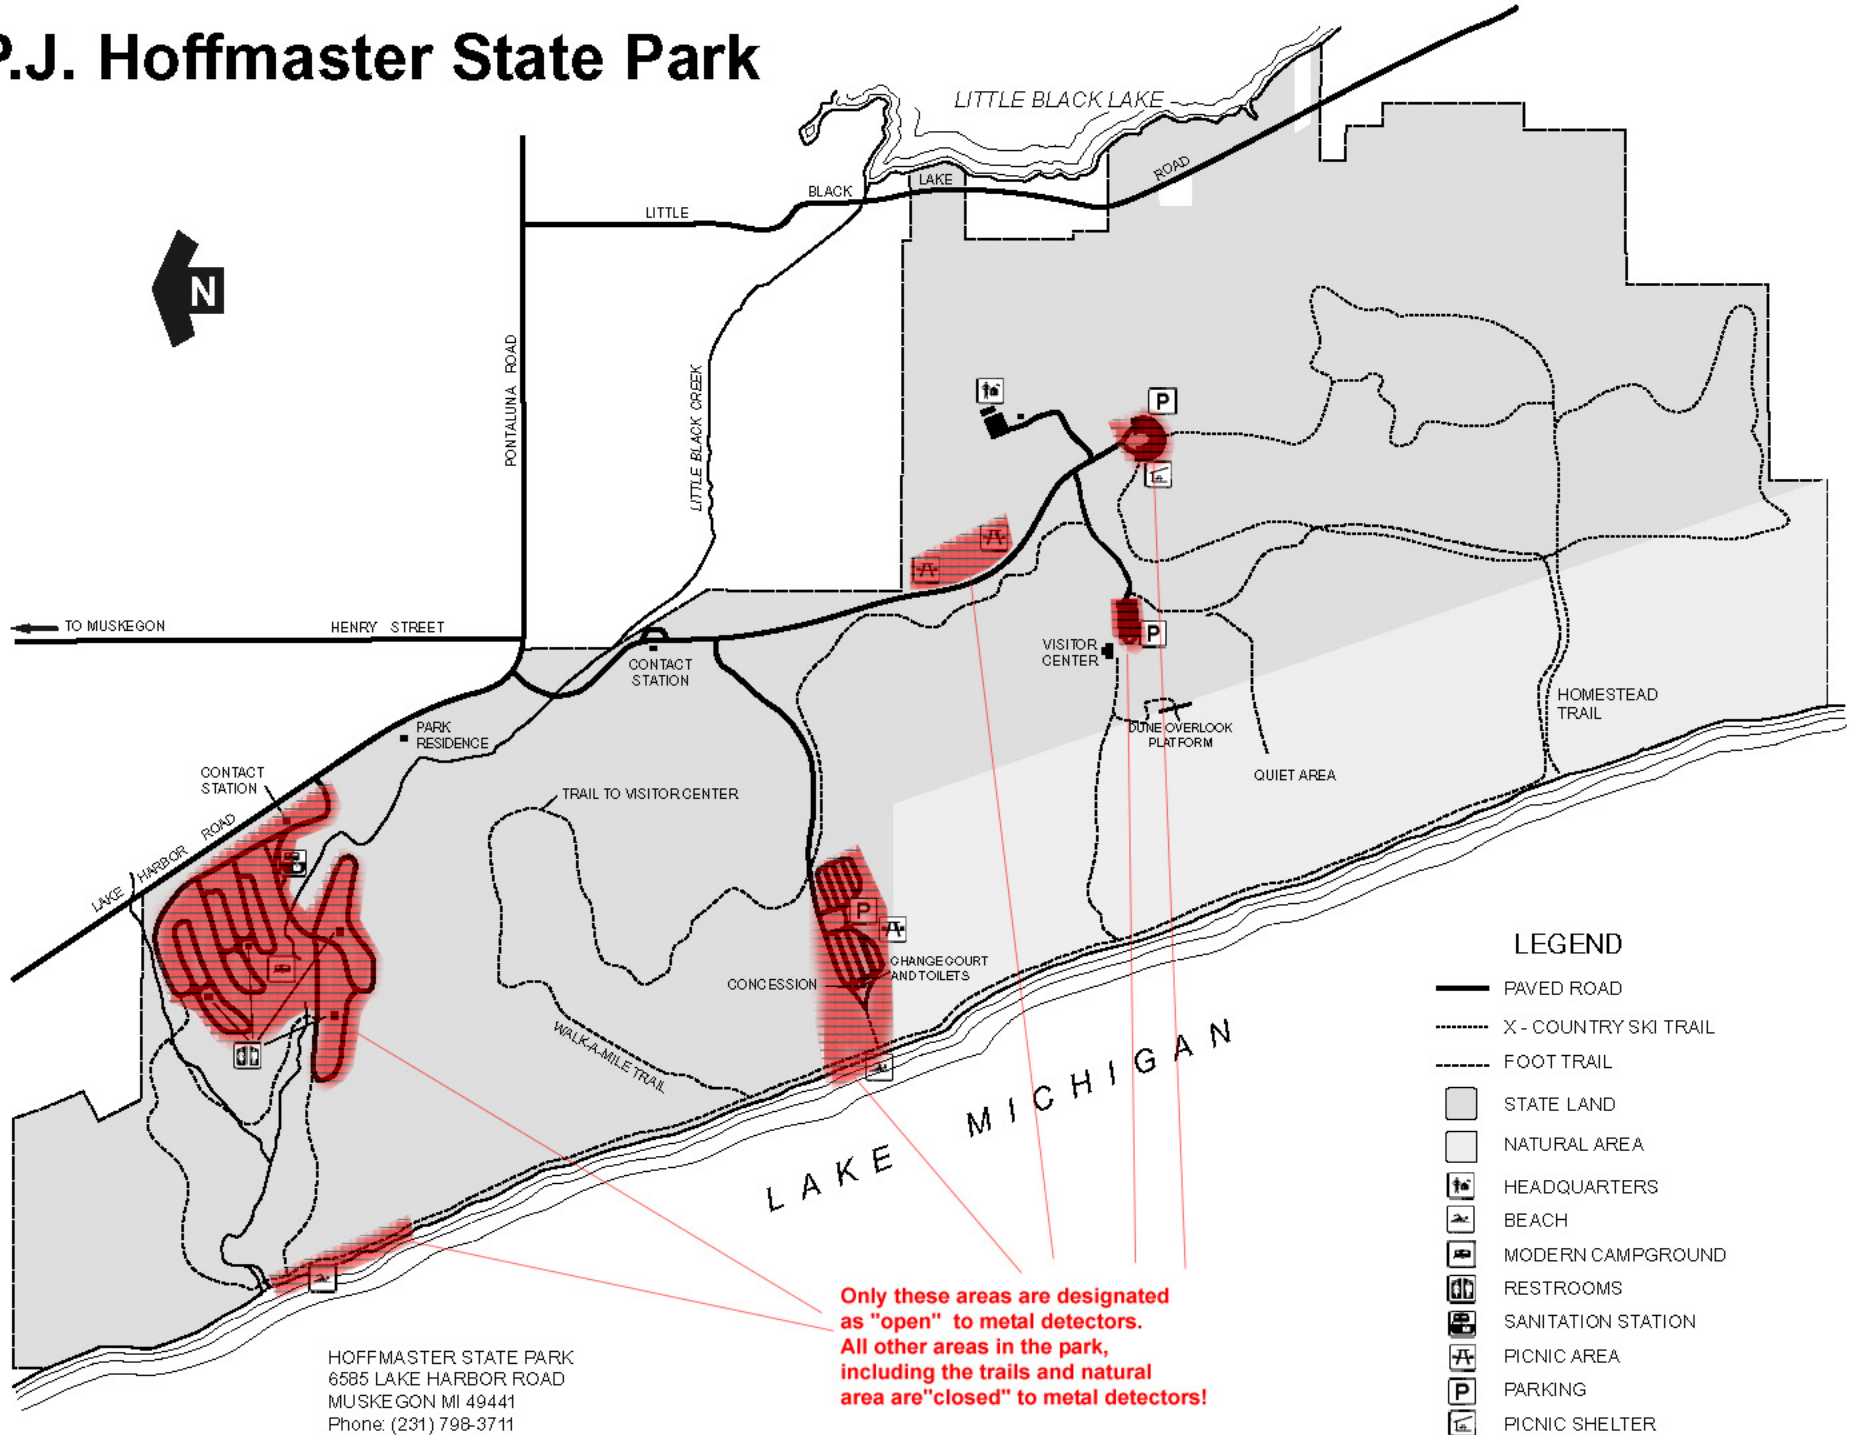 P.J. Hoffmaster State Park
LITTLE BLACK LAKE
LITTLE
BLACK
LAKE
ROAD
N
PONTALUNA ROAD
LITTLE BLACK CREEK
P
TO MUSKEGON
HENRY STREET
CONTACT
STATION
VISITOR
CENTER
P
PARK
RESIDENCE
DUNE OVERLOOK
PLATFORM
HOMESTEAD
TRAIL
QUIET AREA
CONTACT
STATION
TRAIL TO VISITOR CENTER
LAKE HARBOR ROAD
P
CHANGE COURT
AND TOILETS
CONCESSION
WALK-A-MILE TRAIL
LAKE MICHIGAN
LEGEND
PAVED ROAD
X - COUNTRY SKI TRAIL
FOOT TRAIL
STATE LAND
NATURAL AREA
HEADQUARTERS
BEACH
MODERN CAMPGROUND
RESTROOMS
SANITATION STATION
PICNIC AREA
P PARKING
PICNIC SHELTER
Only these areas are designated
as "open" to metal detectors.
All other areas in the park,
including the trails and natural
area are"closed" to metal detectors!
HOFFMASTER STATE PARK
6585 LAKE HARBOR ROAD
MUSKEGON MI 49441
Phone: (231) 798-3711